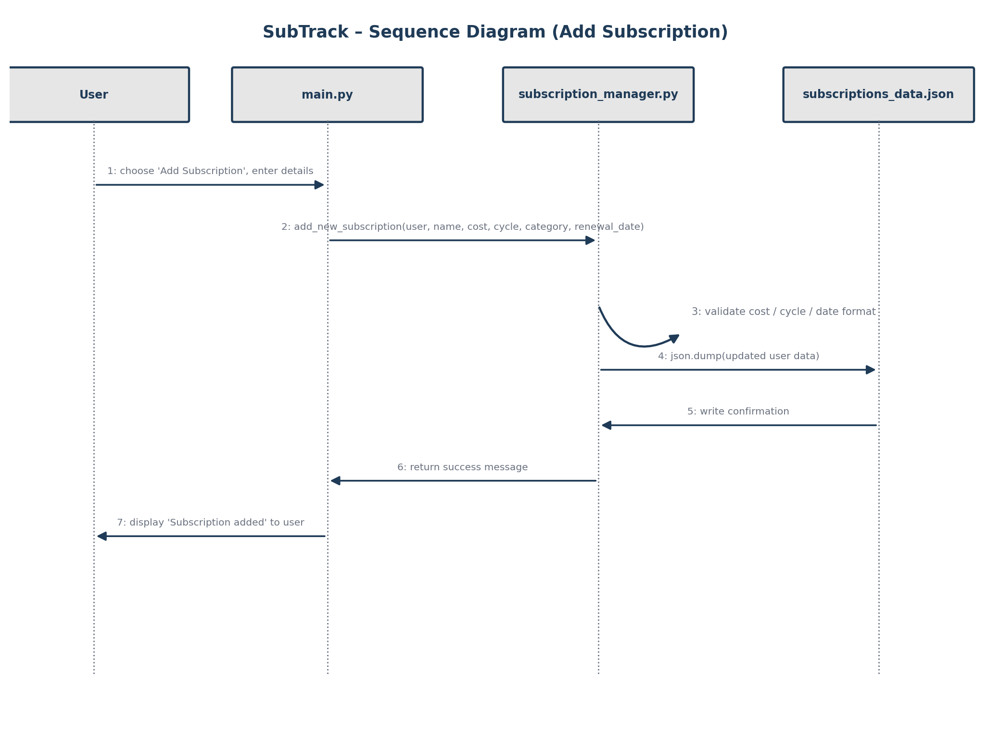 SubTrack – Sequence Diagram (Add Subscription)
User
main.py
subscription_manager.py
subscriptions_data.json
1: choose 'Add Subscription', enter details
2: add_new_subscription(user, name, cost, cycle, category, renewal_date)
3: validate cost / cycle / date format
4: json.dump(updated user data)
5: write confirmation
6: return success message
7: display 'Subscription added' to user